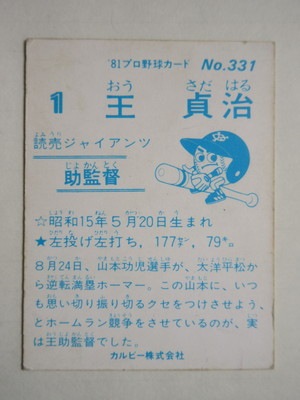 '81プロ野球カード No.331
おう さだ はる
1 王 貞治
よみうり
読売ジャイアンツ
じょ かん とく
助監督
☆昭和15年5月20日生まれ
★左投げ左打ち，177㌢，79㌔
8月24日、山本功児選手が、太洋平松か
ら逆転満塁ホーマー。この山本に、いつ
も思い切り振り切るクセをつけさせよう、
とホームラン競争をさせているのが、実
は王助監督でした。
カルビー株式会社